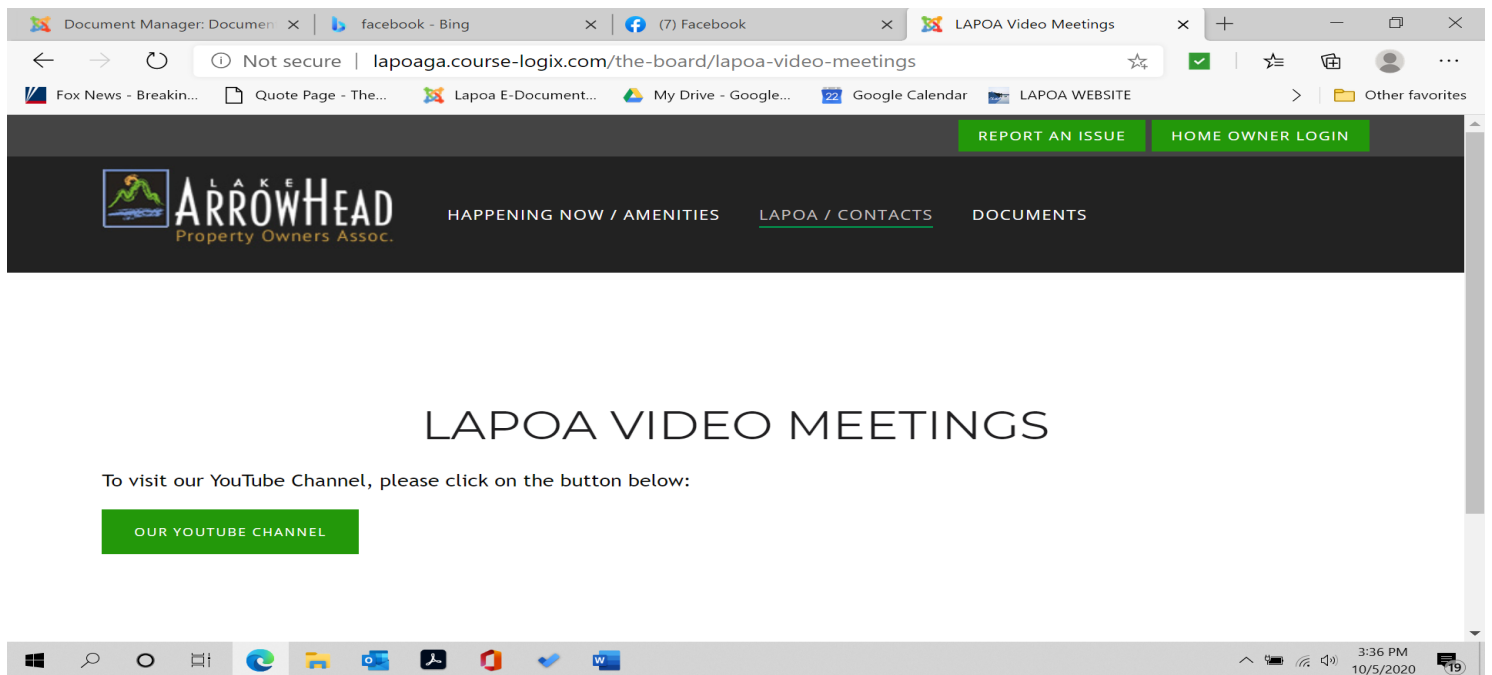 Document Manager: Documen
facebook - Bing
(7) Facebook
LAPOA Video Meetings
Not secure | lapoaga.course-logix.com/the-board/lapoa-video-meetings
Fox News - Breakin...
Quote Page - The...
Lapoa E-Document...
My Drive - Google...
22
Google Calendar
LAPOA WEBSITE
Other favorites
REPORT AN ISSUE
HOME OWNER LOGIN
LAKE
ARROWHEAD
Property Owners Assoc.
HAPPENING NOW / AMENITIES
LAPOA / CONTACTS
DOCUMENTS
LAPOA VIDEO MEETINGS
To visit our YouTube Channel, please click on the button below:
OUR YOUTUBE CHANNEL
3:36 PM
10/5/2020
19